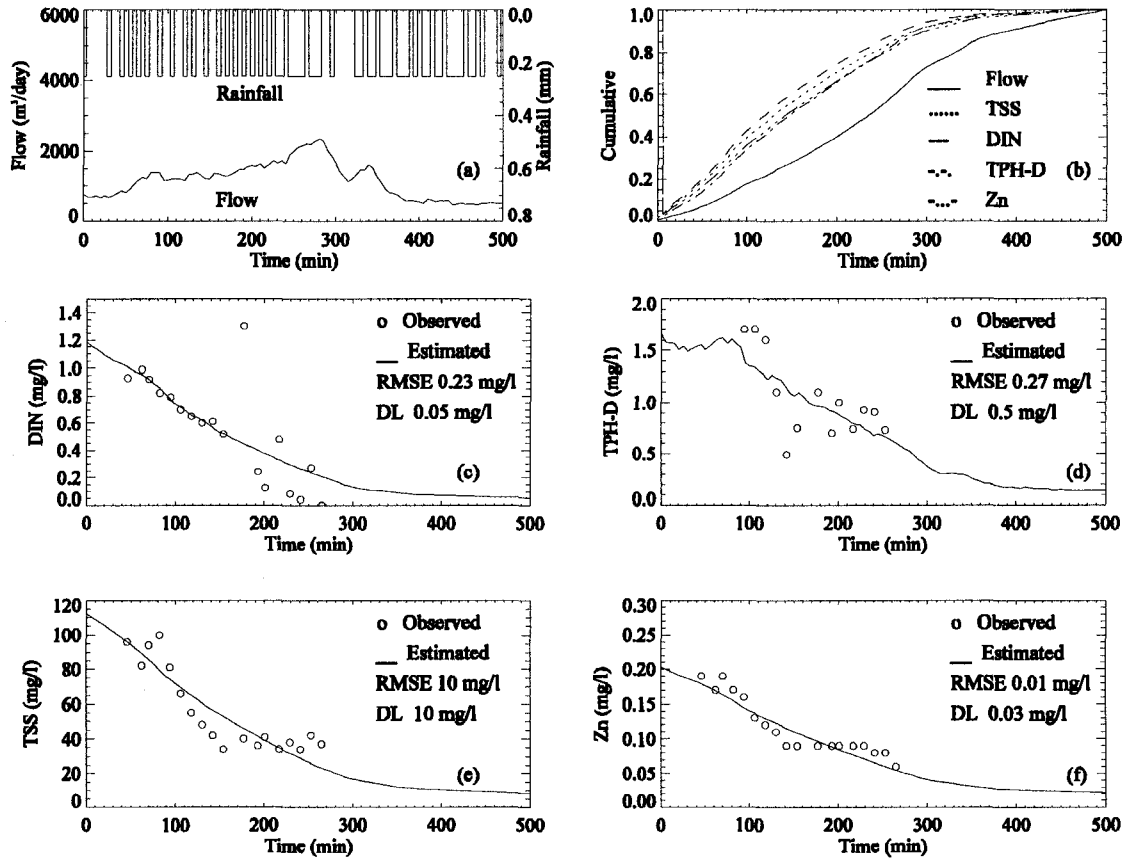 6000
4000
2000
0
Flow (m³/day)
0.0
0.2
0.4
0.6
0.8
Rainfall (mm)
Rainfall
Flow
(a)
0 100 200 300 400 500
Time (min)
1.0
0.8
0.6
0.4
0.2
0.0
Cumulative
Flow
TSS
DIN
TPH-D
Zn
(b)
0 100 200 300 400 500
Time (min)
1.4
1.2
1.0
0.8
0.6
0.4
0.2
0.0
DIN (mg/l)
Observed
Estimated
RMSE 0.23 mg/l
DL 0.05 mg/l
(c)
0 100 200 300 400 500
Time (min)
2.0
1.5
1.0
0.5
0.0
TPH-D (mg/l)
Observed
Estimated
RMSE 0.27 mg/l
DL 0.5 mg/l
(d)
0 100 200 300 400 500
Time (min)
120
100
80
60
40
20
0
TSS (mg/l)
Observed
Estimated
RMSE 10 mg/l
DL 10 mg/l
(e)
0 100 200 300 400 500
Time (min)
0.30
0.25
0.20
0.15
0.10
0.05
0.00
Zn (mg/l)
Observed
Estimated
RMSE 0.01 mg/l
DL 0.03 mg/l
(f)
0 100 200 300 400 500
Time (min)